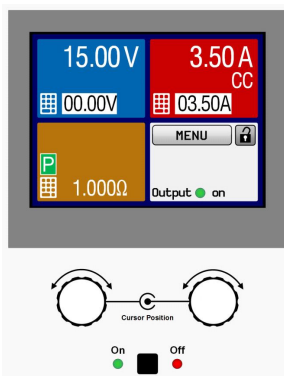 15.00 V
3.50 A
CC
00.00V
03.50A
P
1.000Ω
MENU
Output on
Cursor Position
On
Off